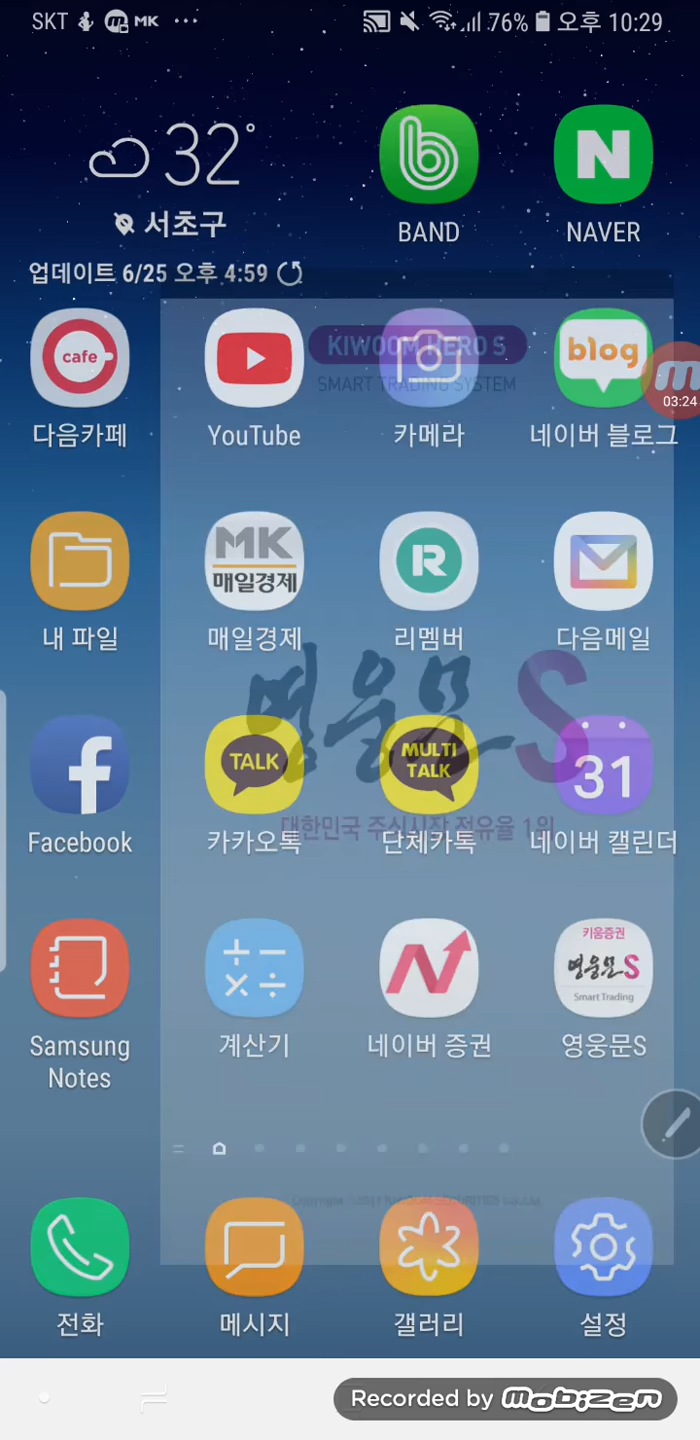 SKT MK 76% 오후 10:29
32°
서초구
업데이트 6/25 오후 4:59
BAND
N
NAVER
cafe
다음카페
YouTube
KIWOOM HERO S
SMART TRADING SYSTEM
카메라
blog
네이버 블로그
03:24
내 파일
MK
매일경제
매일경제
R
리멤버
다음메일
영웅문S
대한민국 주식시장 점유율 1위
Facebook
TALK
카카오톡
MULTI
TALK
단체카톡
31
네이버 캘린더
Samsung
Notes
계산기
네이버 증권
키움증권
영웅문S
Smart Trading
영웅문S
전화
메시지
갤러리
설정
Recorded by mobizen